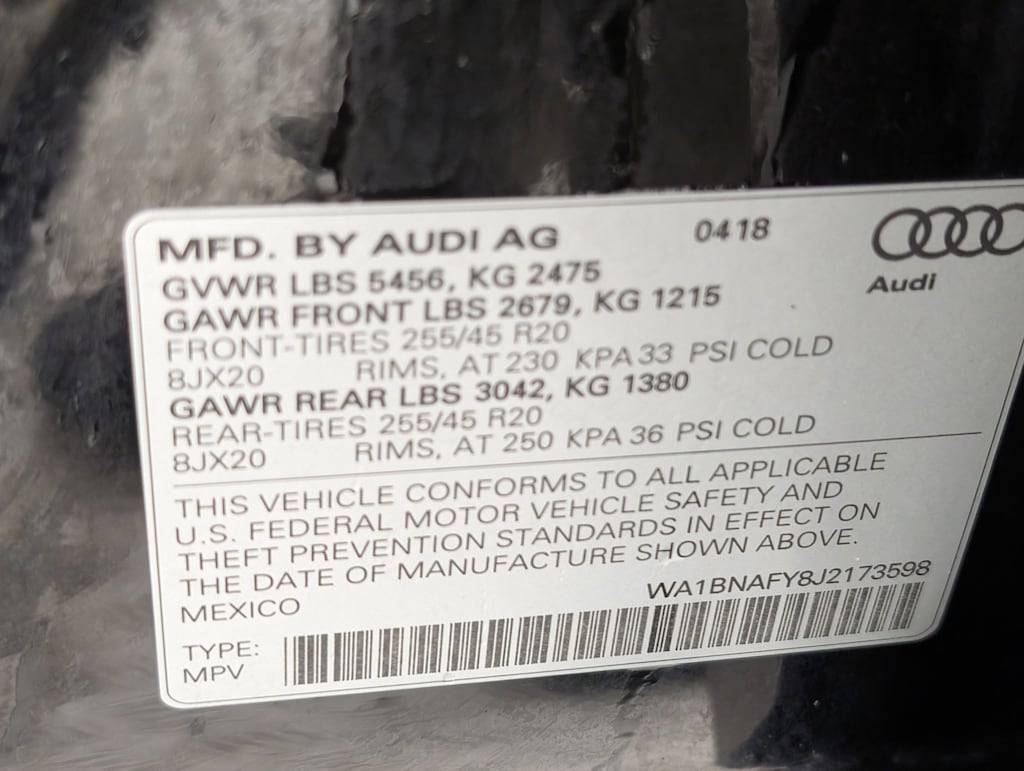 MFD. BY AUDI AG 0418
Audi
GVWR LBS 5456, KG 2475
GAWR FRONT LBS 2679, KG 1215
FRONT-TIRES 255/45 R20
8JX20 RIMS, AT 230 KPA 33 PSI COLD
GAWR REAR LBS 3042, KG 1380
REAR-TIRES 255/45 R20
8JX20 RIMS, AT 250 KPA 36 PSI COLD
THIS VEHICLE CONFORMS TO ALL APPLICABLE
U.S. FEDERAL MOTOR VEHICLE SAFETY AND
THEFT PREVENTION STANDARDS IN EFFECT ON
THE DATE OF MANUFACTURE SHOWN ABOVE.
MEXICO WA1BNAFY8J2173598
TYPE:
MPV